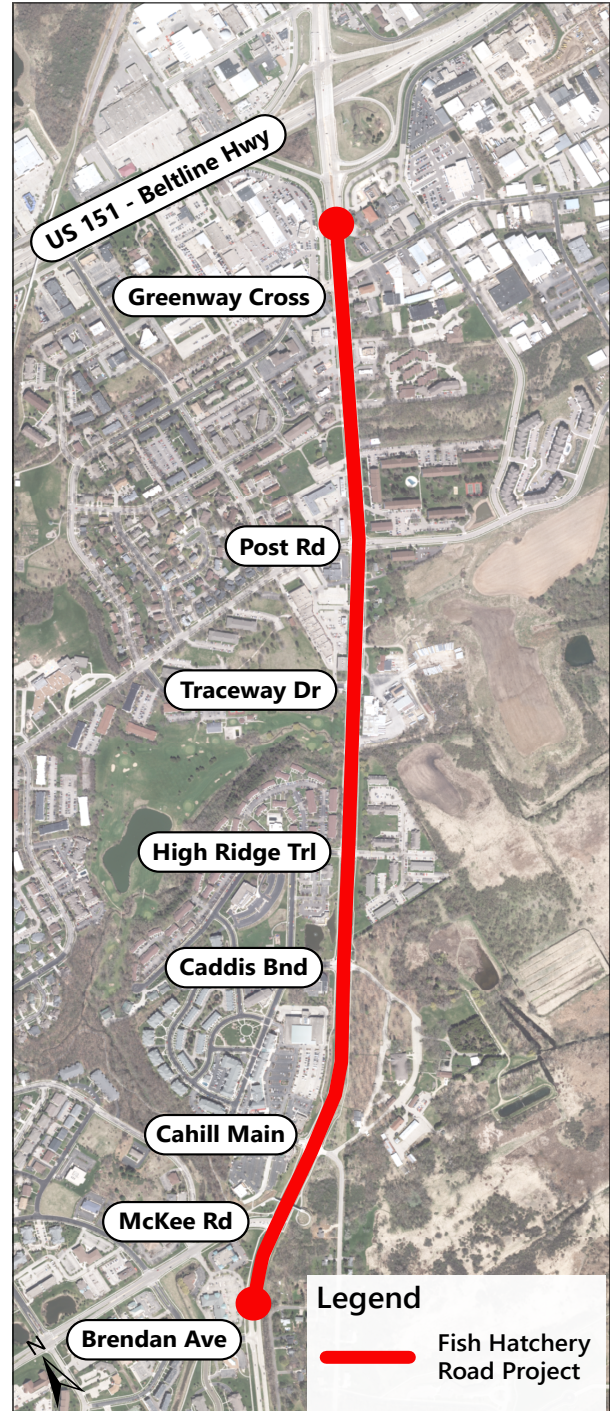 US 151 - Beltline Hwy
Greenway Cross
Post Rd
Traceway Dr
High Ridge Trl
Caddis Bnd
Cahill Main
McKee Rd
Brendan Ave
N
Legend
Fish Hatchery
Road Project